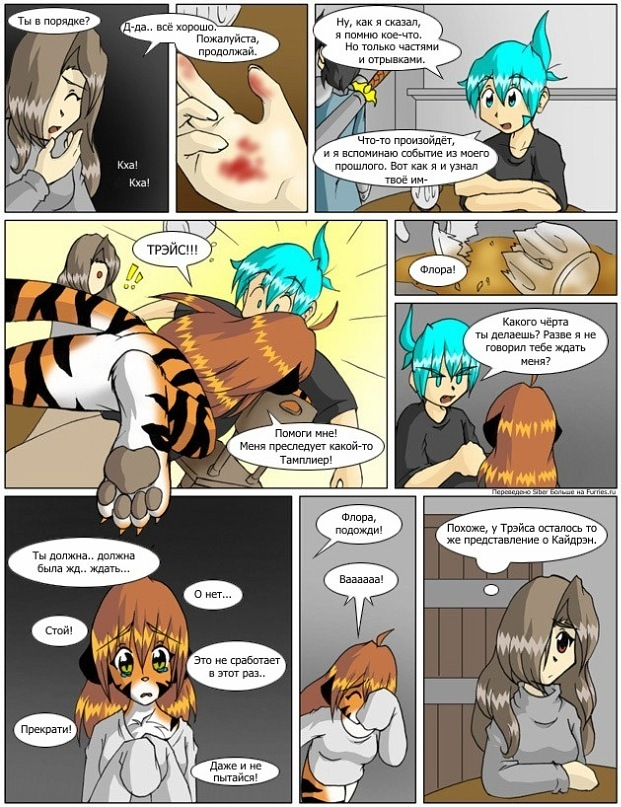 Ты в порядке?
Д-да.. всё хорошо.
Пожалуйста,
продолжай.
Кха!
Кха!
Ну, как я сказал,
я помню кое-что.
Но только частями
и отрывками.
Что-то произойдёт,
и я вспоминаю событие из моего
прошлого. Вот как я и узнал
твоё им-
ТРЭЙС!!!
Помоги мне!
Меня преследует какой-то
Тамплиер!
Флора!
Какого чёрта
ты делаешь? Разве я не
говорил тебе ждать
меня?
Переведено Siber Больше на Furries.ru
Ты должна.. должна
была жд.. ждать...
О нет...
Стой!
Это не сработает
в этот раз..
Прекрати!
Даже и не
пытайся!
Флора,
подожди!
Ваааааа!
Похоже, у Трэйса осталось то
же представление о Кайдрэн.